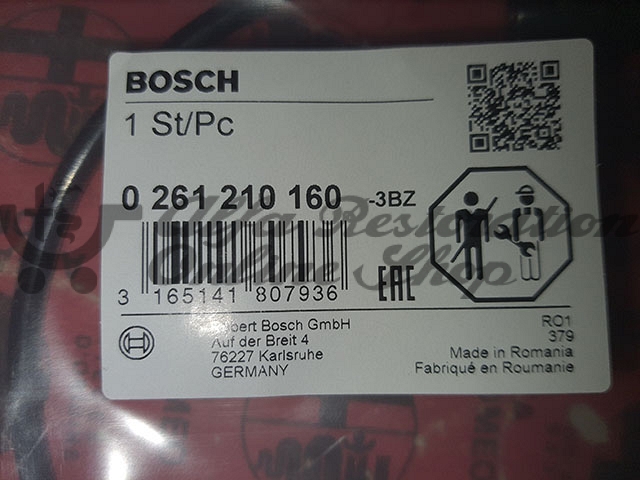 BOSCH
1 St/Pc
0 261 210 160 -3BZ
3 165141 807936
EAC
Robert Bosch GmbH
Auf der Breit 4
76227 Karlsruhe
GERMANY
RO1
379
Made in Romania
Fabriqué en Roumanie
Alfa Restoration
Online Shop